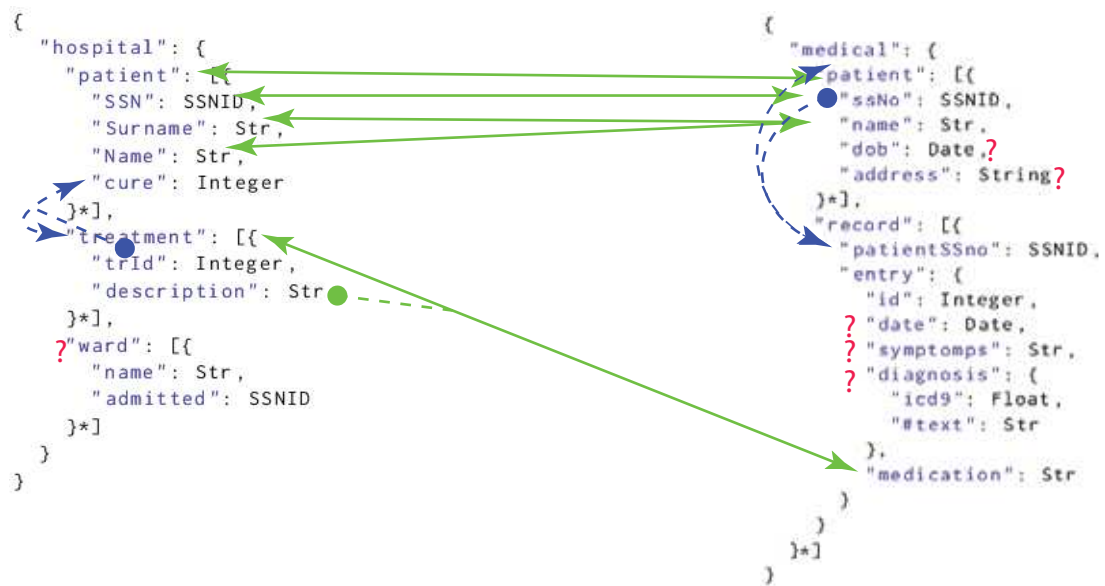 {
"hospital": {
"patient": [{
"SSN": SSNID,
"Surname": Str,
"Name": Str,
"cure": Integer
}*],
"treatment": [{
"trId": Integer,
"description": Str
}*],
? "ward": [{
"name": Str,
"admitted": SSNID
}*]
}
}
{
"medical": {
"patient": [{
"ssNo": SSNID,
"name": Str,
"dob": Date, ?
"address": String ?
}*],
"record": [{
"patientSSno": SSNID,
"entry": {
"id": Integer,
? "date": Date,
? "symptomps": Str,
? "diagnosis": {
"icd9": Float,
"#text": Str
},
"medication": Str
}
}
}*]
}